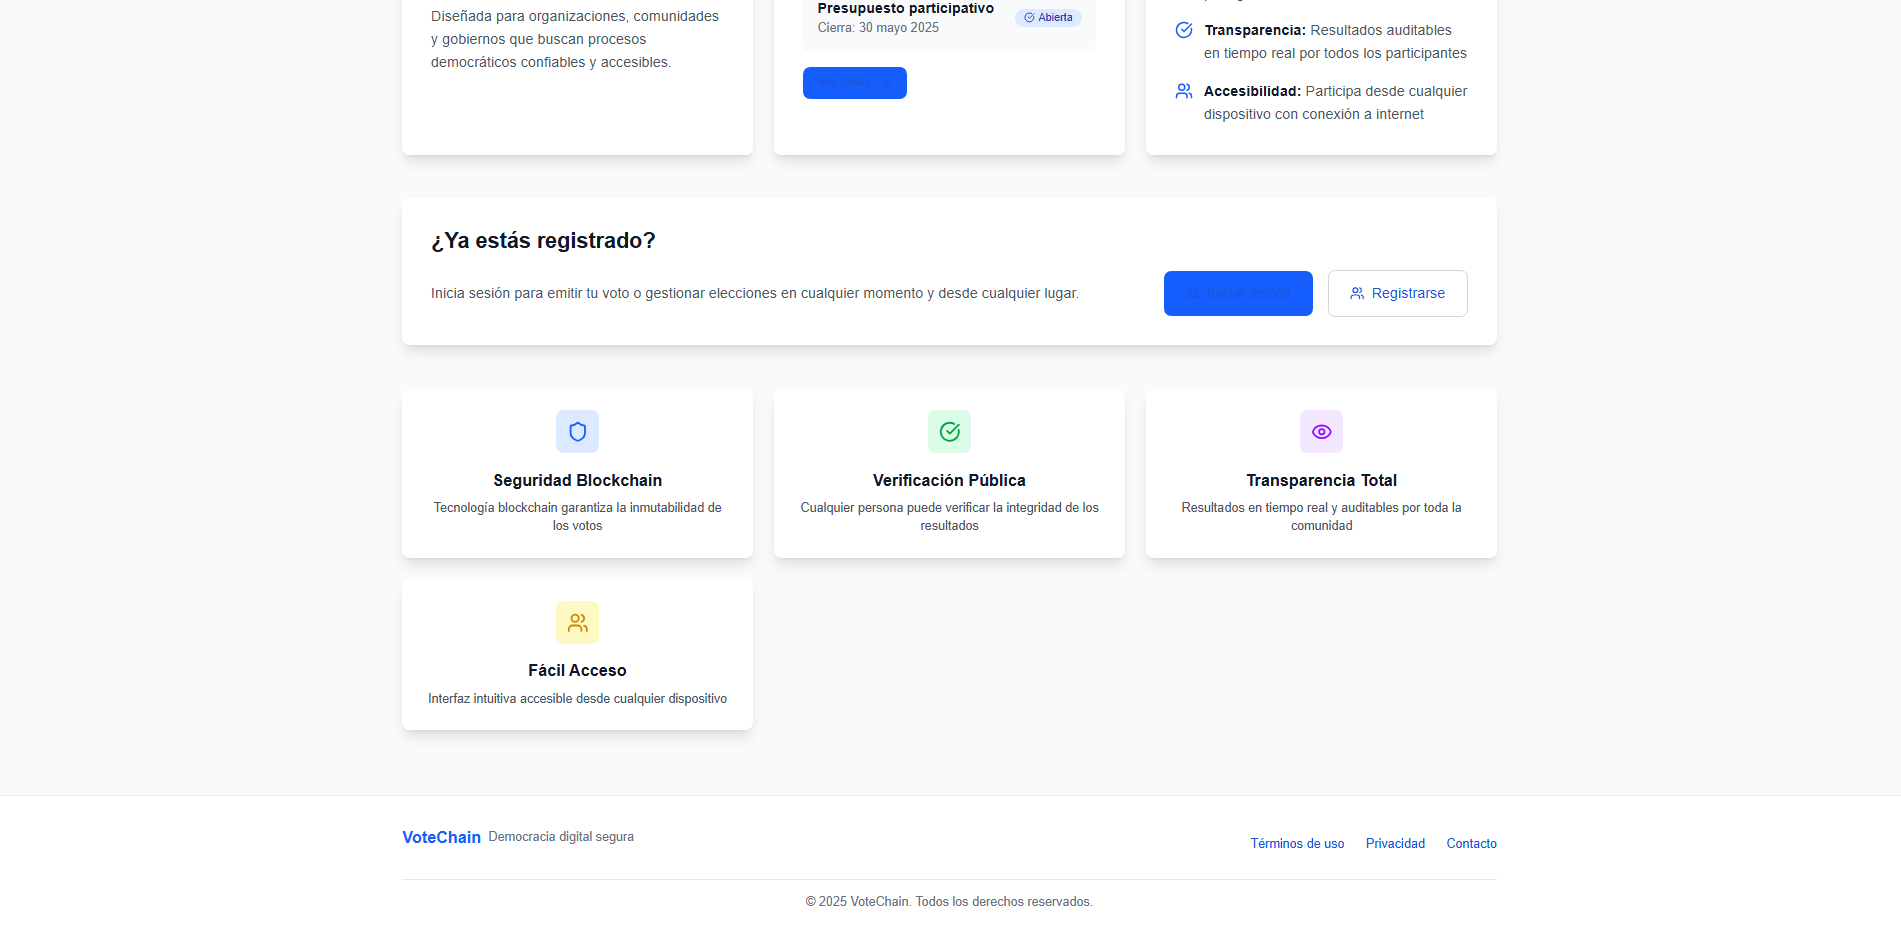 Diseñada para organizaciones, comunidades
y gobiernos que buscan procesos
democráticos confiables y accesibles.
Presupuesto participativo
Cierra: 30 mayo 2025
Abierta
Ver todas
Transparencia: Resultados auditables
en tiempo real por todos los participantes
Accesibilidad: Participa desde cualquier
dispositivo con conexión a internet
¿Ya estás registrado?
Inicia sesión para emitir tu voto o gestionar elecciones en cualquier momento y desde cualquier lugar.
Iniciar sesión
Registrarse
Seguridad Blockchain
Tecnología blockchain garantiza la inmutabilidad de
los votos
Verificación Pública
Cualquier persona puede verificar la integridad de los
resultados
Transparencia Total
Resultados en tiempo real y auditables por toda la
comunidad
Fácil Acceso
Interfaz intuitiva accesible desde cualquier dispositivo
VoteChain Democracia digital segura
Términos de uso Privacidad Contacto
© 2025 VoteChain. Todos los derechos reservados.